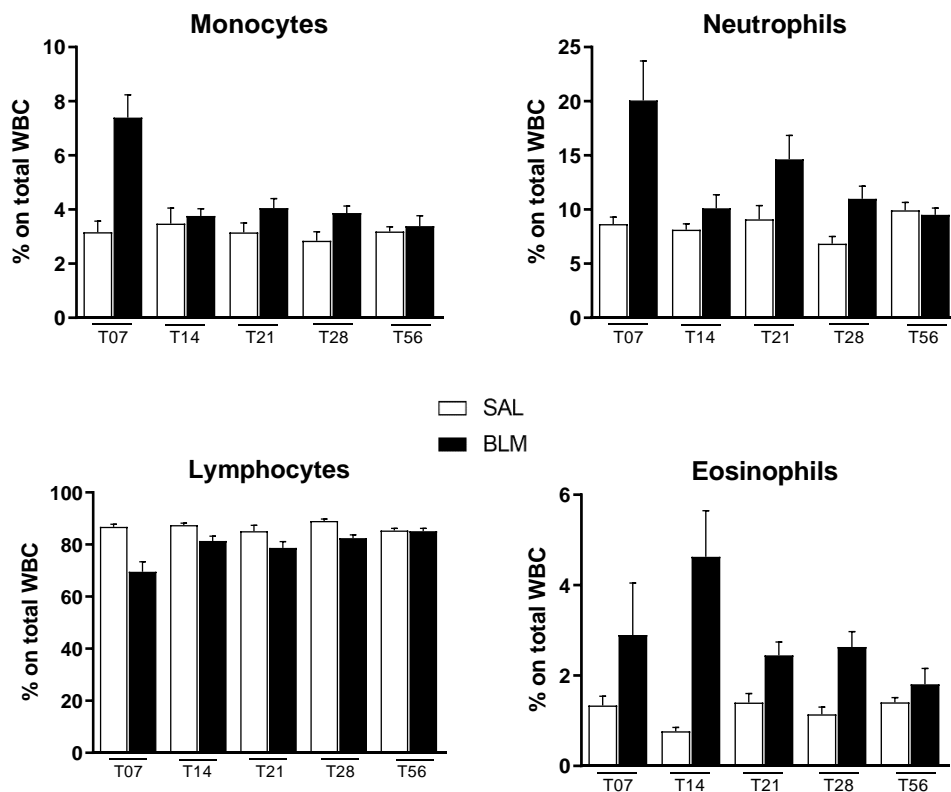 Monocytes
% on total WBC
10
8
6
4
2
0
T07 T14 T21 T28 T56
Neutrophils
% on total WBC
25
20
15
10
5
0
T07 T14 T21 T28 T56
SAL
BLM
Lymphocytes
% on total WBC
100
80
60
40
20
0
T07 T14 T21 T28 T56
Eosinophils
% on total WBC
6
4
2
0
T07 T14 T21 T28 T56